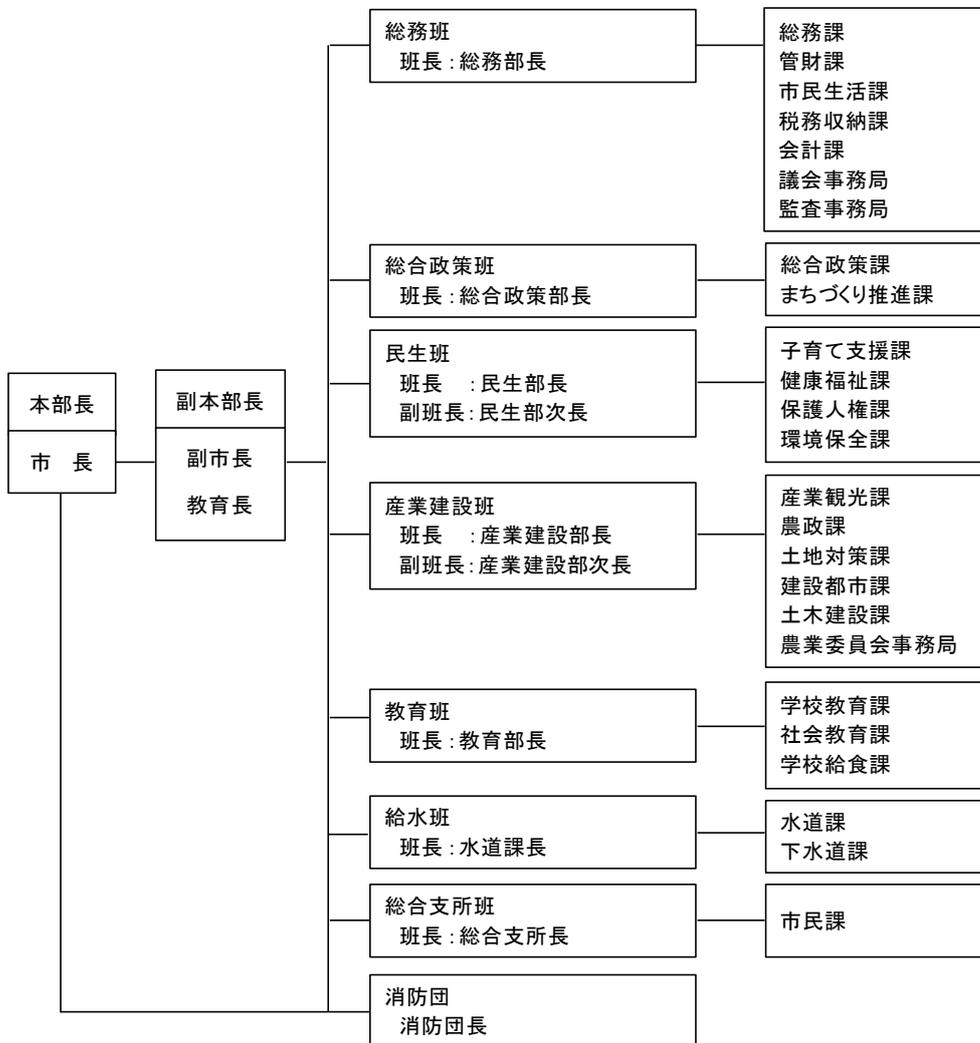 本部長
市　長
副本部長
副市長
教育長
総務班
班長：総務部長
総務課
管財課
市民生活課
税務収納課
会計課
議会事務局
監査事務局
総合政策班
班長：総合政策部長
総合政策課
まちづくり推進課
民生班
班長　：民生部長
副班長：民生部次長
子育て支援課
健康福祉課
保護人権課
環境保全課
産業建設班
班長　：産業建設部長
副班長：産業建設部次長
産業観光課
農政課
土地対策課
建設都市課
土木建設課
農業委員会事務局
教育班
班長：教育部長
学校教育課
社会教育課
学校給食課
給水班
班長：水道課長
水道課
下水道課
総合支所班
班長：総合支所長
市民課
消防団
消防団長